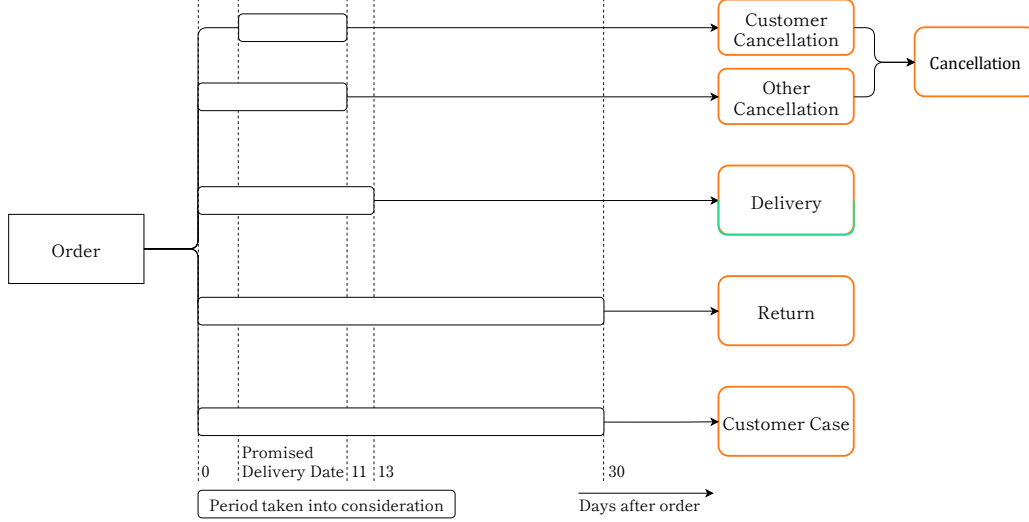 Customer
Cancellation
Cancellation
Other
Cancellation
Delivery
Order
Return
Customer Case
Promised
0
Delivery Date
11
13
30
Period taken into consideration
Days after order